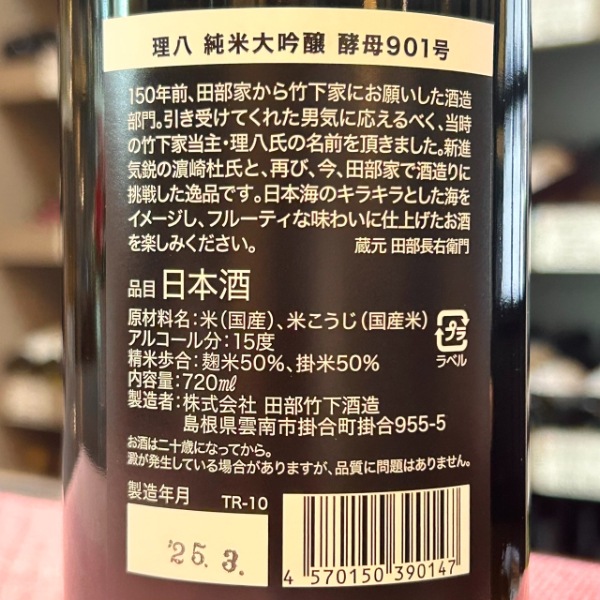 理八 純米大吟醸 酵母901号
150年前、田部家から竹下家にお願いした酒造
部門。引き受けてくれた男気に応えるべく、当時
の竹下家当主・理八氏の名前を頂きました。新進
気鋭の濵崎杜氏と、再び、今、田部家で酒造りに
挑戦した逸品です。日本海のキラキラとした海を
イメージし、フルーティな味わいに仕上げたお酒
を楽しみください。 蔵元 田部長右衛門
品目 日本酒
原材料名：米（国産）、米こうじ（国産米）
アルコール分：15度
精米歩合：麹米50%、掛米50%
内容量：720mℓ
製造者：株式会社 田部竹下酒造
島根県雲南市掛合町掛合955-5
プラ
ラベル
お酒は二十歳になってから。
澱が発生している場合がありますが、品質に問題はありません。
製造年月 TR-10
'25. 3.
4 570150 390147